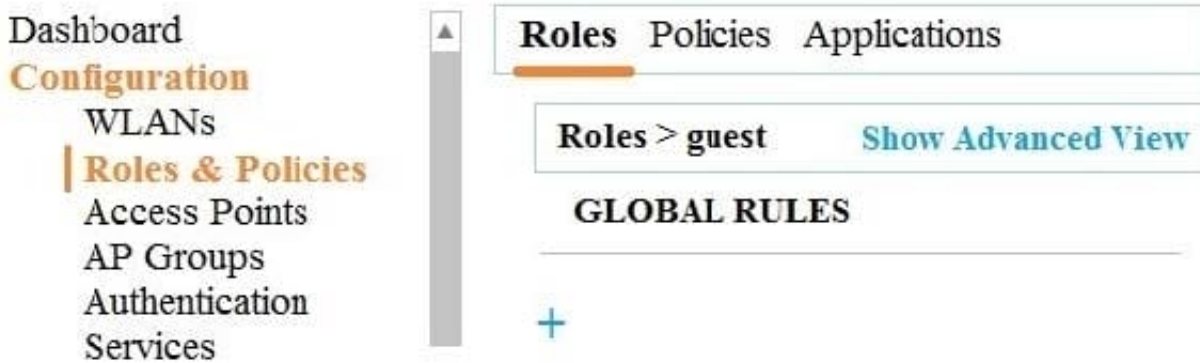 Dashboard
Configuration
WLANs
Roles & Policies
Access Points
AP Groups
Authentication
Services
Roles Policies Applications
Roles > guest Show Advanced View
GLOBAL RULES
+